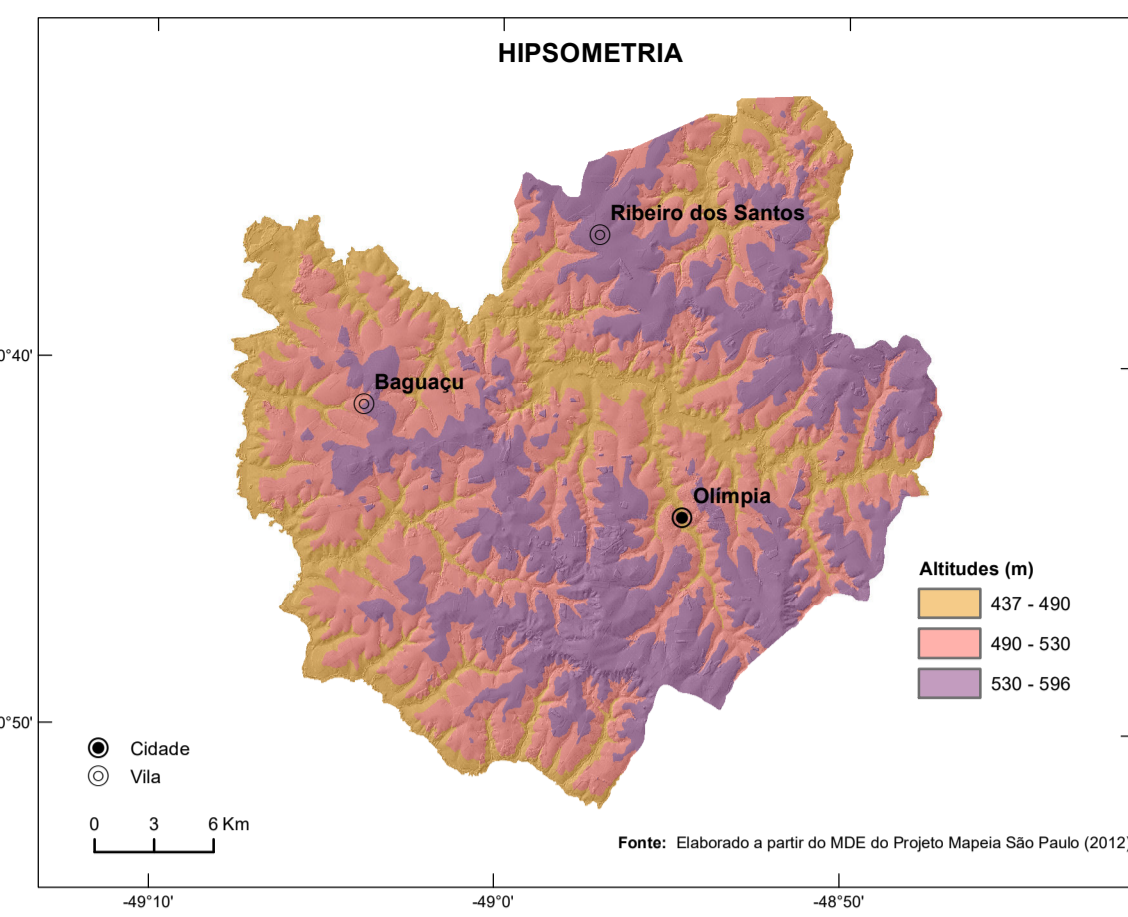 HIPSOMETRIA
Ribeiro dos Santos
0°40'
Baguaçu
Olímpia
Altitudes (m)
437 - 490
490 - 530
530 - 596
0°50'
Cidade
Vila
0 3 6 Km
Fonte: Elaborado a partir do MDE do Projeto Mapeia São Paulo (2012)
-49°10' -49°0' -48°50'